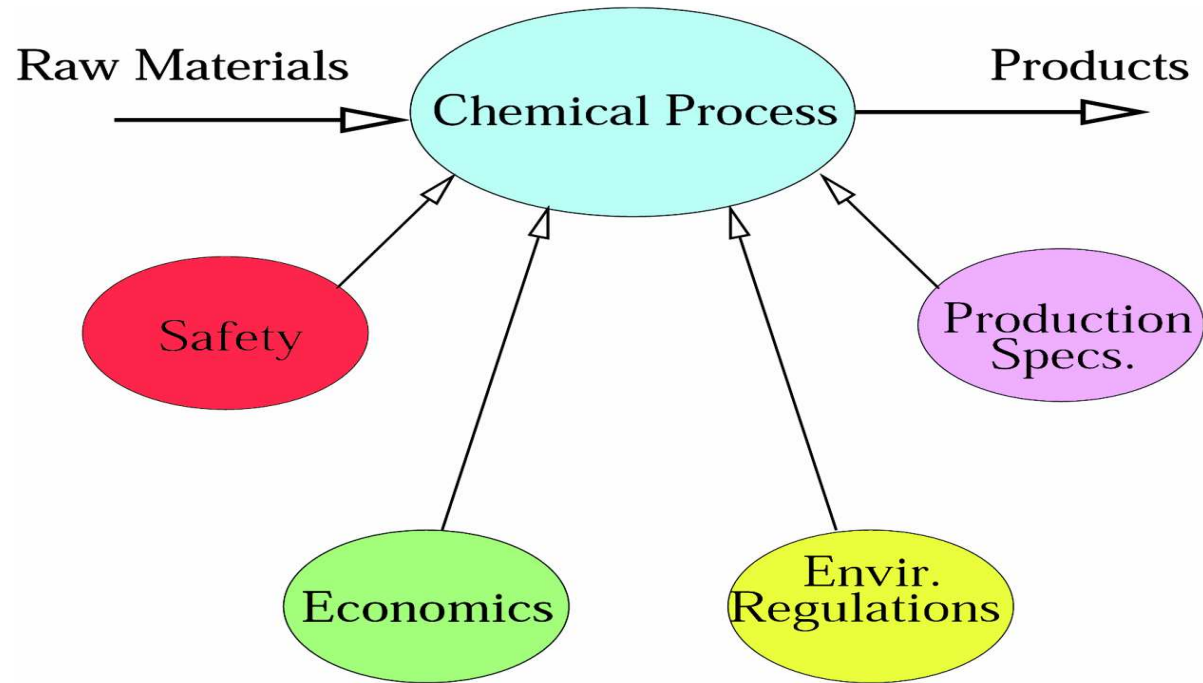 Raw Materials
Chemical Process
Products
Safety
Production
Specs.
Economics
Envir.
Regulations